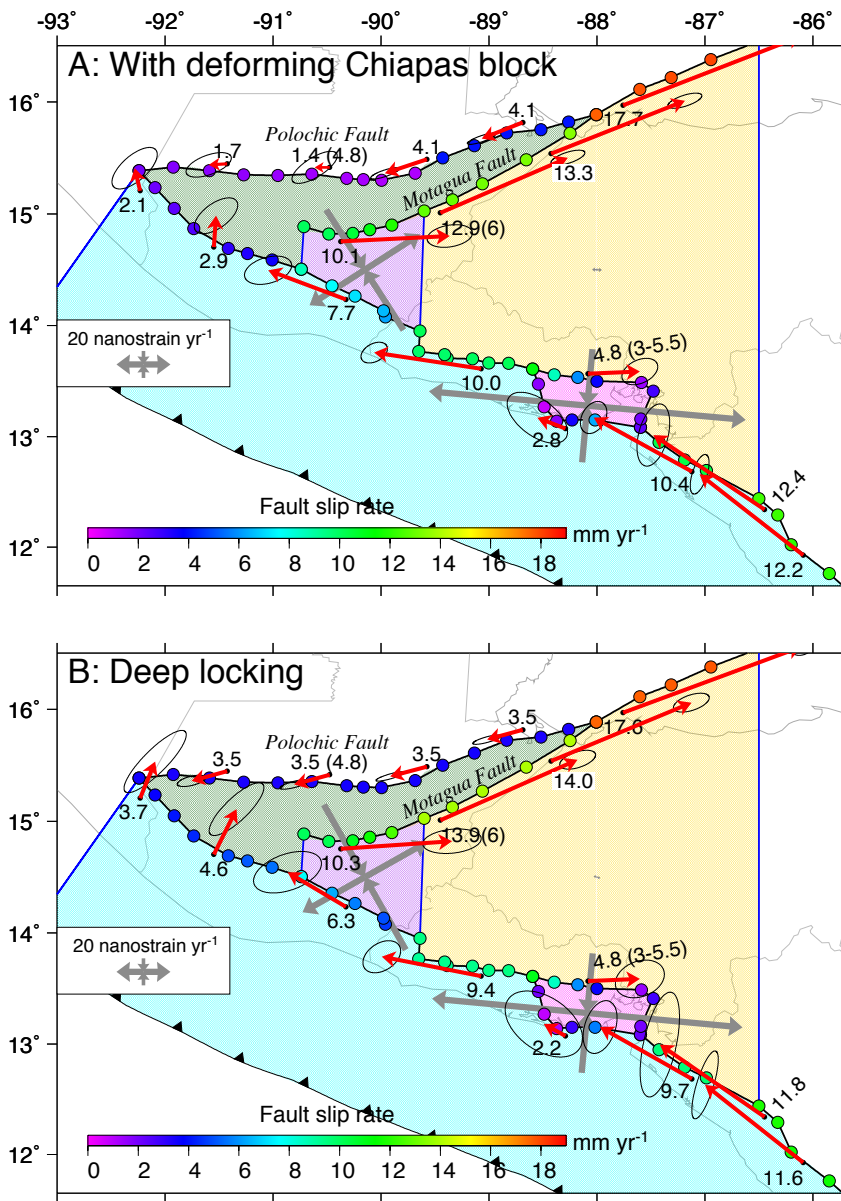 -93° -92° -91° -90° -89° -88° -87° -86°
A: With deforming Chiapas block
16°
15°
14°
13°
12°
4.1
17.7
Polochic Fault
1.7
1.4 (4.8)
4.1
Motagua Fault
13.3
2.1
12.9(6)
10.1
2.9
7.7
20 nanostrain yr-1
4.8 (3-5.5)
10.0
2.8
10.4
12.4
12.2
Fault slip rate
mm yr-1
0 2 4 6 8 10 12 14 16 18
B: Deep locking
16°
15°
14°
13°
12°
3.5
17.6
Polochic Fault
3.5
3.5 (4.8)
3.5
Motagua Fault
14.0
3.7
13.9(6)
10.3
4.6
6.3
20 nanostrain yr-1
4.8 (3-5.5)
9.4
2.2
9.7
11.8
11.6
Fault slip rate
mm yr-1
0 2 4 6 8 10 12 14 16 18